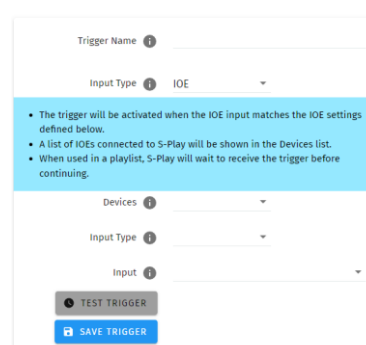 Trigger Name
Input Type IOE
• The trigger will be activated when the IOE input matches the IOE settings
defined below.
• A list of IOEs connected to S-Play will be shown in the Devices list.
• When used in a playlist, S-Play will wait to receive the trigger before
continuing.
Devices
Input Type
Input
TEST TRIGGER
SAVE TRIGGER